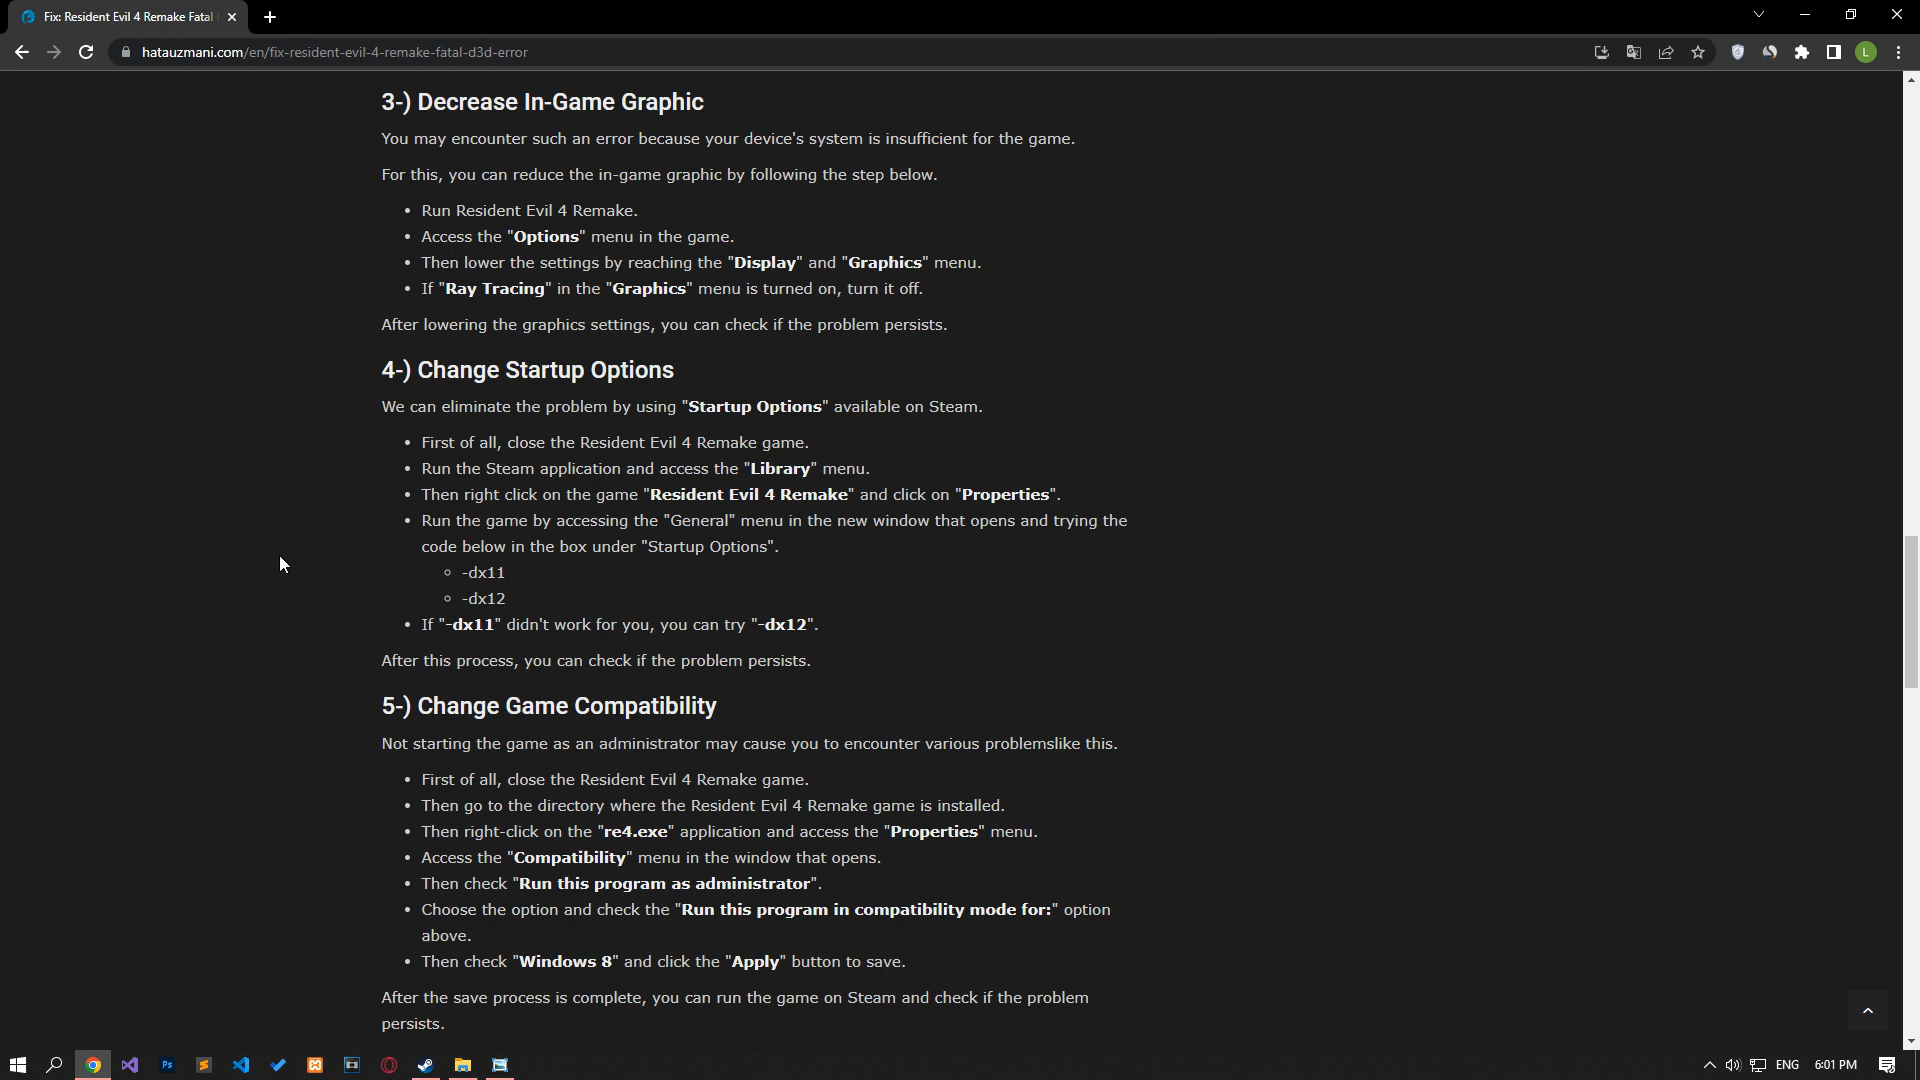 Fix: Resident Evil 4 Remake Fatal
hatauzmani.com/en/fix-resident-evil-4-remake-fatal-d3d-error
L
3-) Decrease In-Game Graphic
You may encounter such an error because your device's system is insufficient for the game.
For this, you can reduce the in-game graphic by following the step below.
• Run Resident Evil 4 Remake.
• Access the "Options" menu in the game.
• Then lower the settings by reaching the "Display" and "Graphics" menu.
• If "Ray Tracing" in the "Graphics" menu is turned on, turn it off.
After lowering the graphics settings, you can check if the problem persists.
4-) Change Startup Options
We can eliminate the problem by using "Startup Options" available on Steam.
• First of all, close the Resident Evil 4 Remake game.
• Run the Steam application and access the "Library" menu.
• Then right click on the game "Resident Evil 4 Remake" and click on "Properties".
• Run the game by accessing the "General" menu in the new window that opens and trying the
code below in the box under "Startup Options".
◦ -dx11
◦ -dx12
• If "-dx11" didn't work for you, you can try "-dx12".
After this process, you can check if the problem persists.
5-) Change Game Compatibility
Not starting the game as an administrator may cause you to encounter various problemslike this.
• First of all, close the Resident Evil 4 Remake game.
• Then go to the directory where the Resident Evil 4 Remake game is installed.
• Then right-click on the "re4.exe" application and access the "Properties" menu.
• Access the "Compatibility" menu in the window that opens.
• Then check "Run this program as administrator".
• Choose the option and check the "Run this program in compatibility mode for:" option
above.
• Then check "Windows 8" and click the "Apply" button to save.
After the save process is complete, you can run the game on Steam and check if the problem
persists.
Ps
ENG
6:01 PM